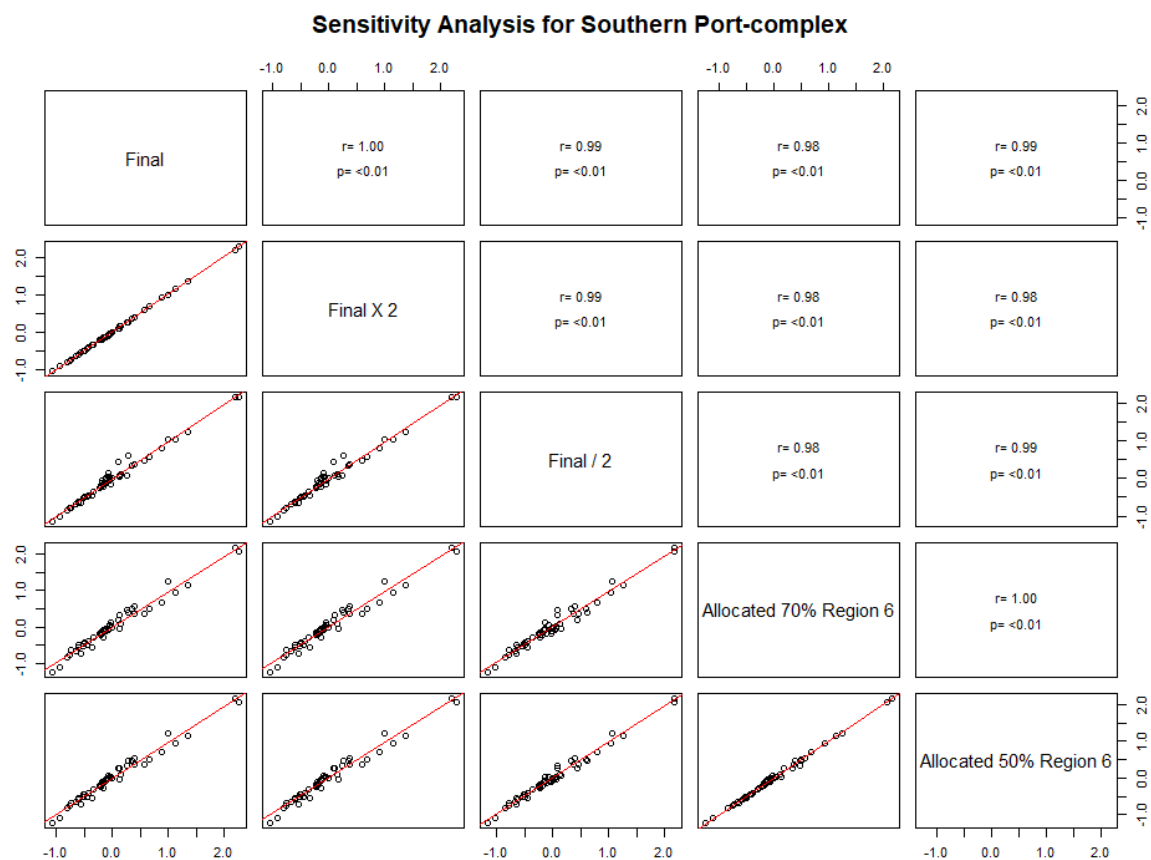 Sensitivity Analysis for Southern Port-complex
-1.0 0.0 1.0 2.0 -1.0 0.0 1.0 2.0
Final
r= 1.00
p= <0.01
r= 0.99
p= <0.01
r= 0.98
p= <0.01
r= 0.99
p= <0.01
-1.0 0.0 1.0 2.0
-1.0 0.0 1.0 2.0
Final X 2
r= 0.99
p= <0.01
r= 0.98
p= <0.01
r= 0.98
p= <0.01
Final / 2
r= 0.98
p= <0.01
r= 0.99
p= <0.01
-1.0 0.0 1.0 2.0
-1.0 0.0 1.0 2.0
Allocated 70% Region 6
r= 1.00
p= <0.01
Allocated 50% Region 6
-1.0 0.0 1.0 2.0
-1.0 0.0 1.0 2.0 -1.0 0.0 1.0 2.0 -1.0 0.0 1.0 2.0